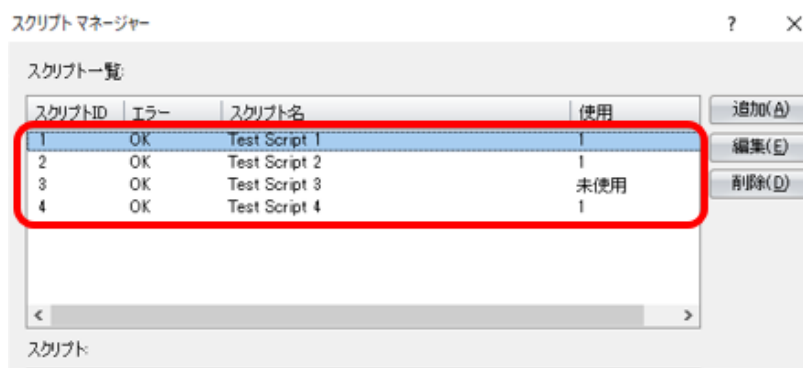 スクリプト マネージャー ? ×
スクリプト一覧:
スクリプトID エラー スクリプト名 使用 追加(A)
1 OK Test Script 1 1
編集(E)
2 OK Test Script 2 1
3 OK Test Script 3 未使用 削除(D)
4 OK Test Script 4 1
スクリプト: